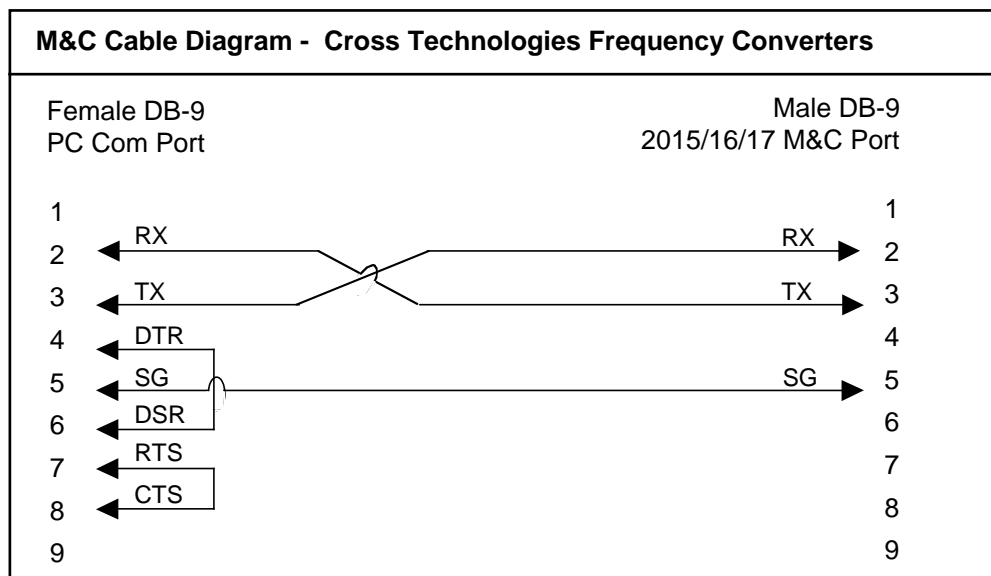 M&C Cable Diagram -  Cross Technologies Frequency Converters
Female DB-9
PC Com Port
Male DB-9
2015/16/17 M&C Port
1 1
2 RX RX 2
3 TX TX 3
4 DTR 4
5 SG SG 5
6 DSR 6
7 RTS 7
8 CTS 8
9 9